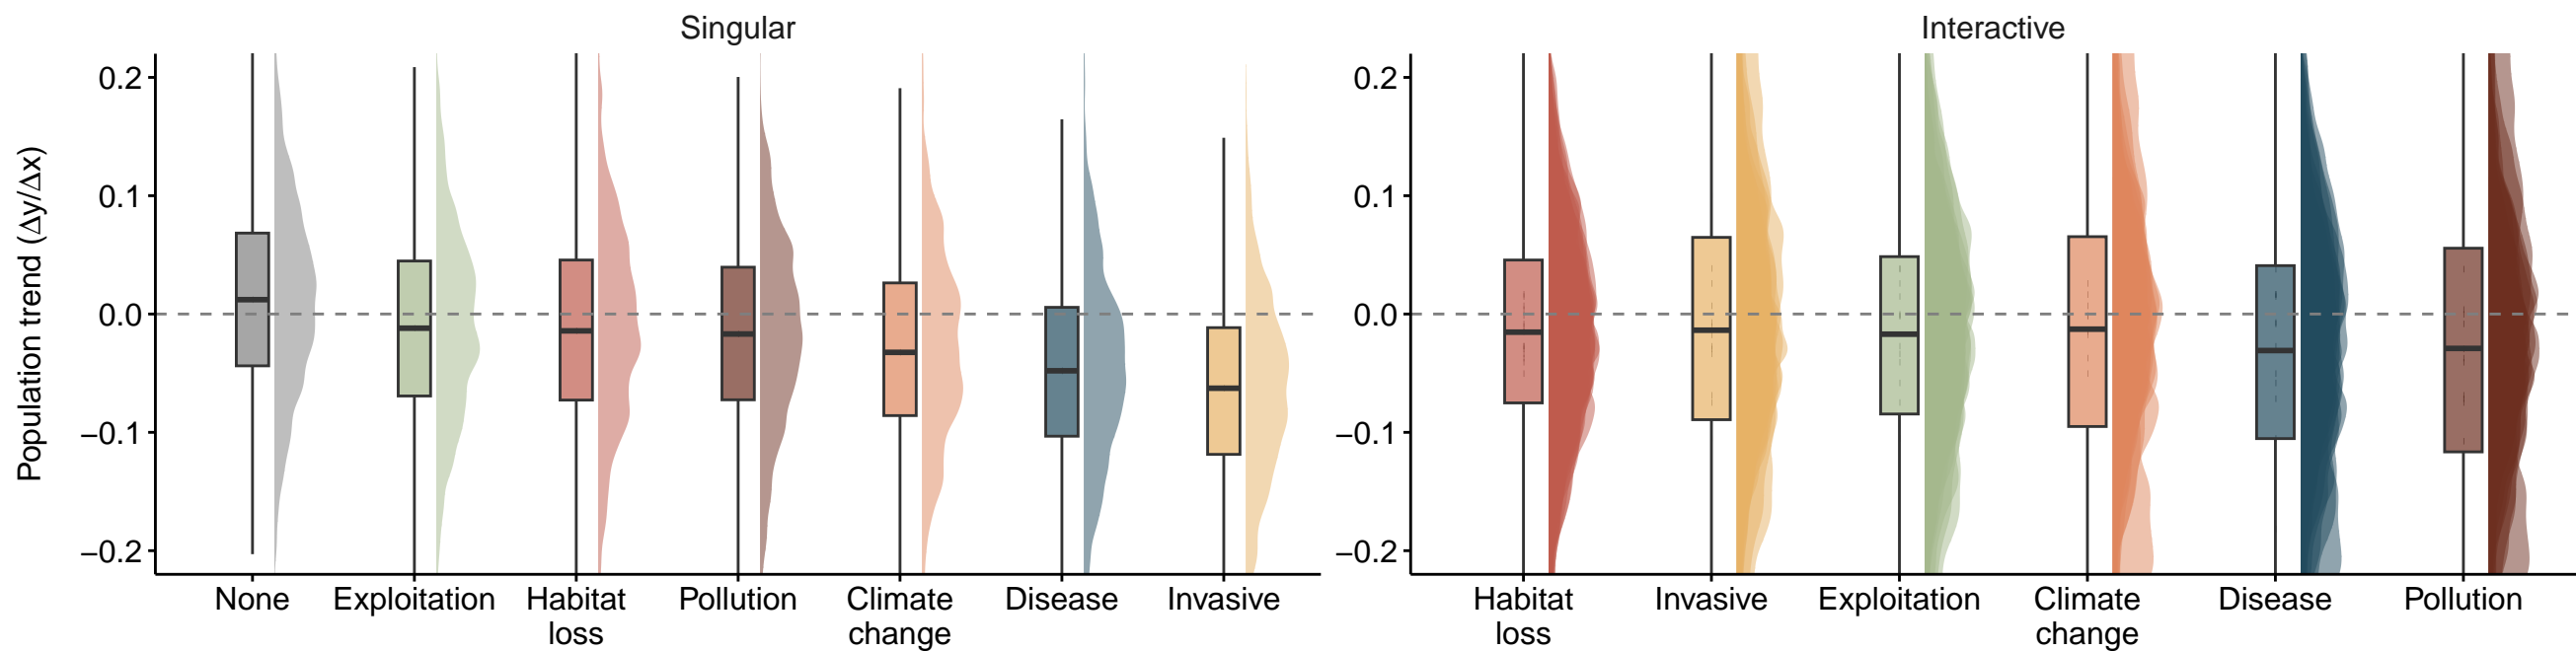 Singular
Interactive
Population trend (Δy/Δx)
0.2
0.1
0.0
−0.1
−0.2
None
Exploitation
Habitat
loss
Pollution
Climate
change
Disease
Invasive
0.2
0.1
0.0
−0.1
−0.2
Habitat
loss
Invasive
Exploitation
Climate
change
Disease
Pollution